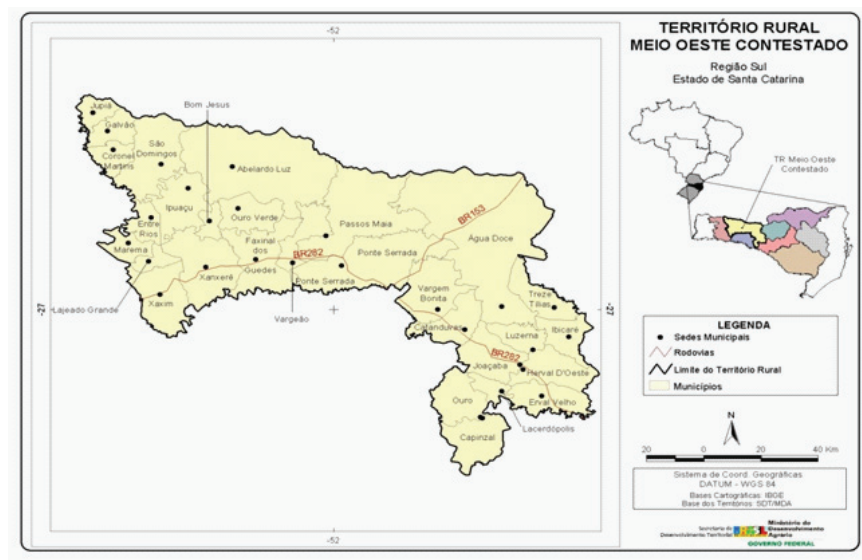 TERRITÓRIO RURAL
MEIO OESTE CONTESTADO
Região Sul
Estado de Santa Catarina
-52
Bom Jesus
Jupiá
Galvão
Coronel
Martins
São
Domingos
Abelardo Luz
Ipuaçu
Ouro Verde
Entre
Rios
Marema
Passos Maia
BR153
Água Doce
Faxinal
dos
Guedes
BR282
Ponte Serrada
Ponte Serrada
Xanxerê
Xaxim
Lajeado Grande
Vargeão
Vargem
Bonita
Treze
Tílias
Catanduvas
Luzerna
Ibicaré
BR282
Joaçaba
Herval D'Oeste
Ouro
Erval Velho
Lacerdópolis
Capinzal
-27
-27
-52
TR Meio Oeste
Contestado
LEGENDA
Sedes Municipais
Rodovias
Limite do Território Rural
Municípios
N
20 0 20 40 Km
Sistema de Coord. Geográficas
DATUM - WGS 84
Bases Cartográficas: IBGE
Base dos Territórios: SDT/MDA
Secretaria de
Desenvolvimento Territorial
Ministério do
Desenvolvimento
Agrário
GOVERNO FEDERAL